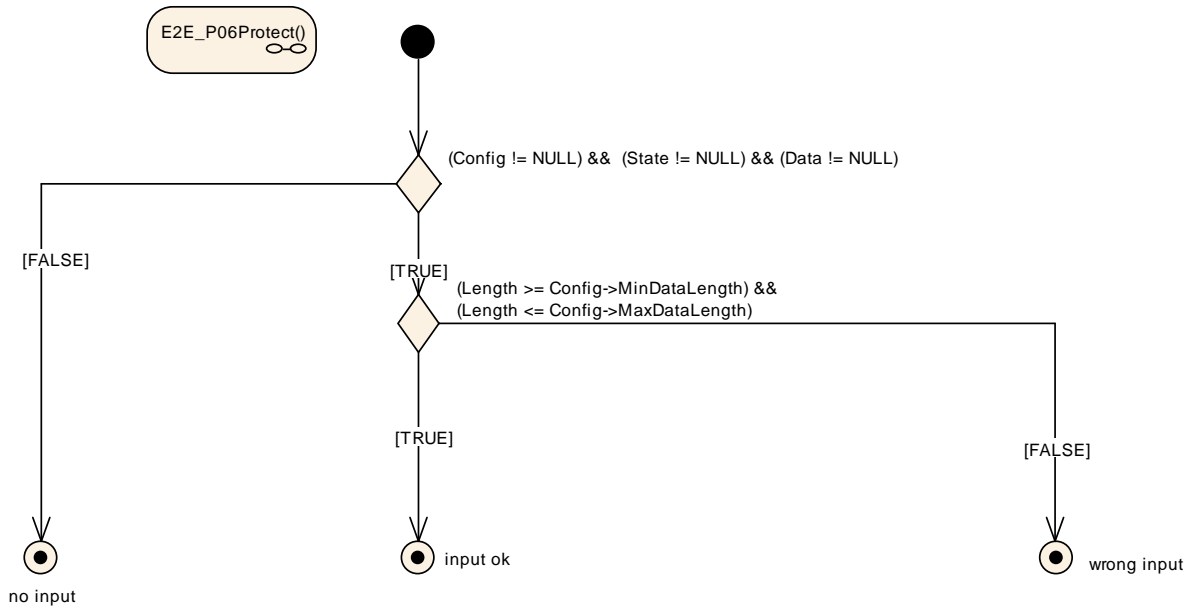 E2E_P06Protect()
(Config != NULL) &&  (State != NULL) && (Data != NULL)
[FALSE]
[TRUE]
(Length >= Config->MinDataLength) &&
(Length <= Config->MaxDataLength)
[TRUE]
[FALSE]
input ok
wrong input
no input